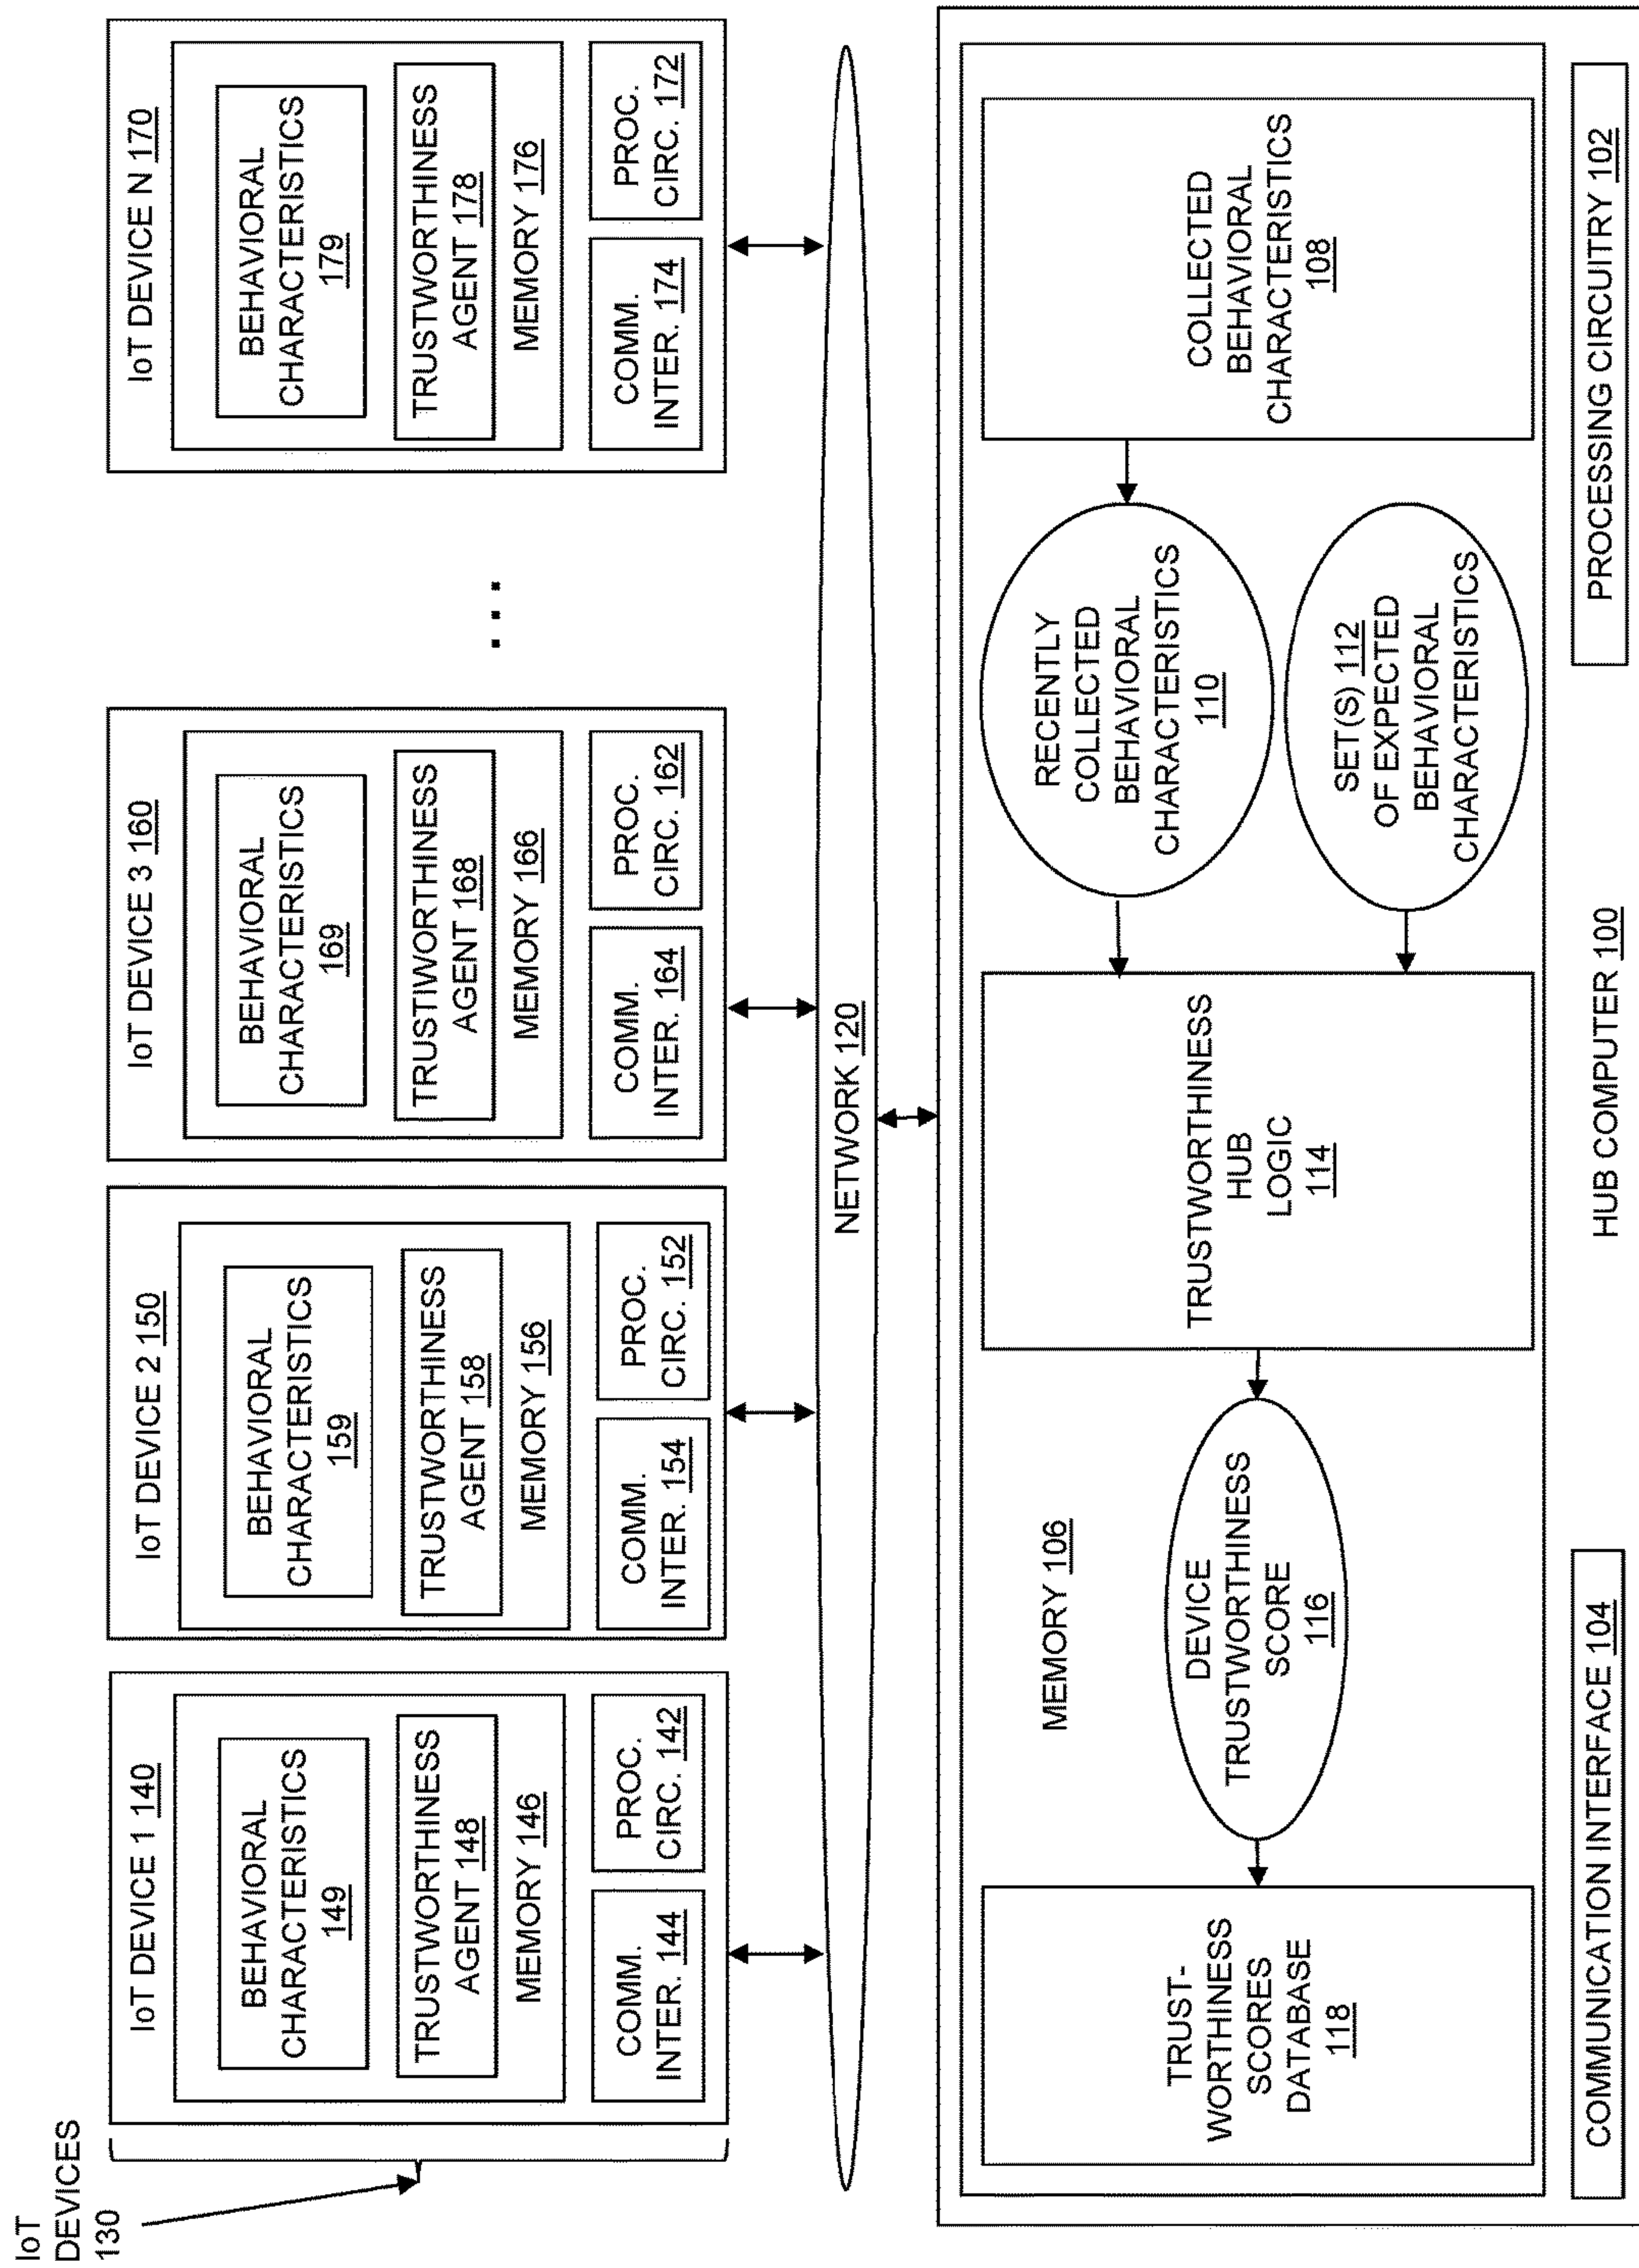 IoT
DEVICES
130
IoT DEVICE 1 140
BEHAVIORAL
CHARACTERISTICS
149
TRUSTWORTHINESS
AGENT 148
MEMORY 146
COMM.
INTER. 144
PROC.
CIRC. 142
IoT DEVICE 2 150
BEHAVIORAL
CHARACTERISTICS
159
TRUSTWORTHINESS
AGENT 158
MEMORY 156
COMM.
INTER. 154
PROC.
CIRC. 152
IoT DEVICE 3 160
BEHAVIORAL
CHARACTERISTICS
169
TRUSTIWORTHINESS
AGENT 168
MEMORY 166
COMM.
INTER. 164
PROC.
CIRC. 162
...
IoT DEVICE N 170
BEHAVIORAL
CHARACTERISTICS
179
TRUSTWORTHINESS
AGENT 178
MEMORY 176
COMM.
INTER. 174
PROC.
CIRC. 172
NETWORK 120
TRUST-
WORTHINESS
SCORES
DATABASE
118
MEMORY 106
DEVICE
TRUSTWORTHINESS
SCORE
116
TRUSTWORTHINESS
HUB
LOGIC
114
RECENTLY
COLLECTED
BEHAVIORAL
CHARACTERISTICS
110
SET(S) 112
OF EXPECTED
BEHAVIORAL
CHARACTERISTICS
COLLECTED
BEHAVIORAL
CHARACTERISTICS
108
COMMUNICATION INTERFACE 104
HUB COMPUTER 100
PROCESSING CIRCUITRY 102